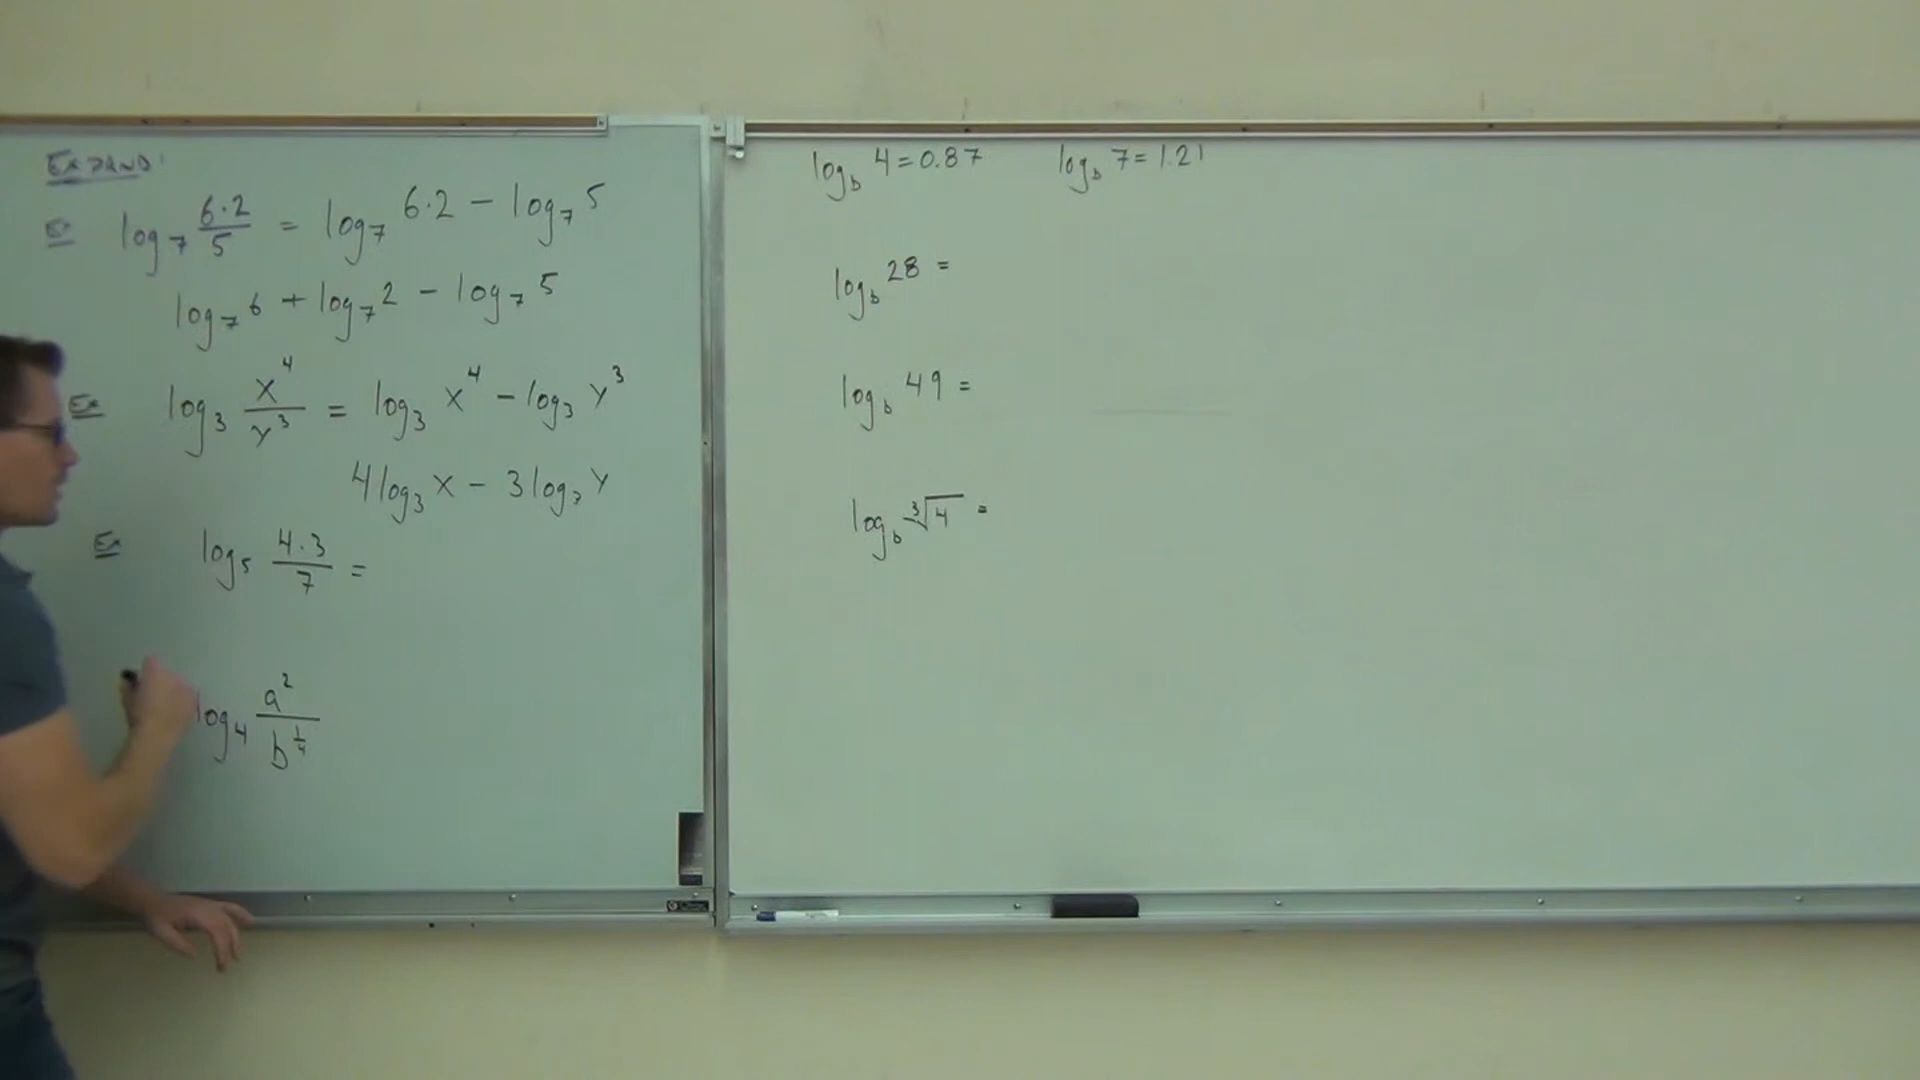 EXPAND:
Ex log₇ (6·2)/5 = log₇ 6·2 − log₇ 5
log₇ 6 + log₇ 2 − log₇ 5
Ex log₃ x⁴/y³ = log₃ x⁴ − log₃ y³
4 log₃ x − 3 log₃ y
Ex log₅ (4·3)/7 =
log₄ a²/b^(1/4)
log_b 4 = 0.87 log_b 7 = 1.21
log_b 28 =
log_b 49 =
log_b ∛4 =